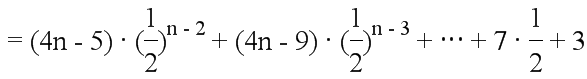 = (4n - 5) · (1/2)^{n - 2} + (4n - 9) · (1/2)^{n - 3} + ··· + 7 · 1/2 + 3